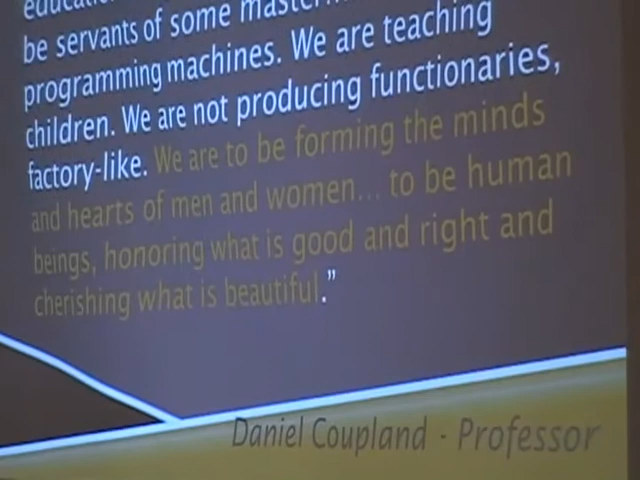 be servants of some
programming machines. We are teaching
children. We are not producing functionaries,
factory-like. We are to be forming the minds
and hearts of men and women... to be human
beings, honoring what is good and right and
cherishing what is beautiful."
Daniel Coupland - Professor